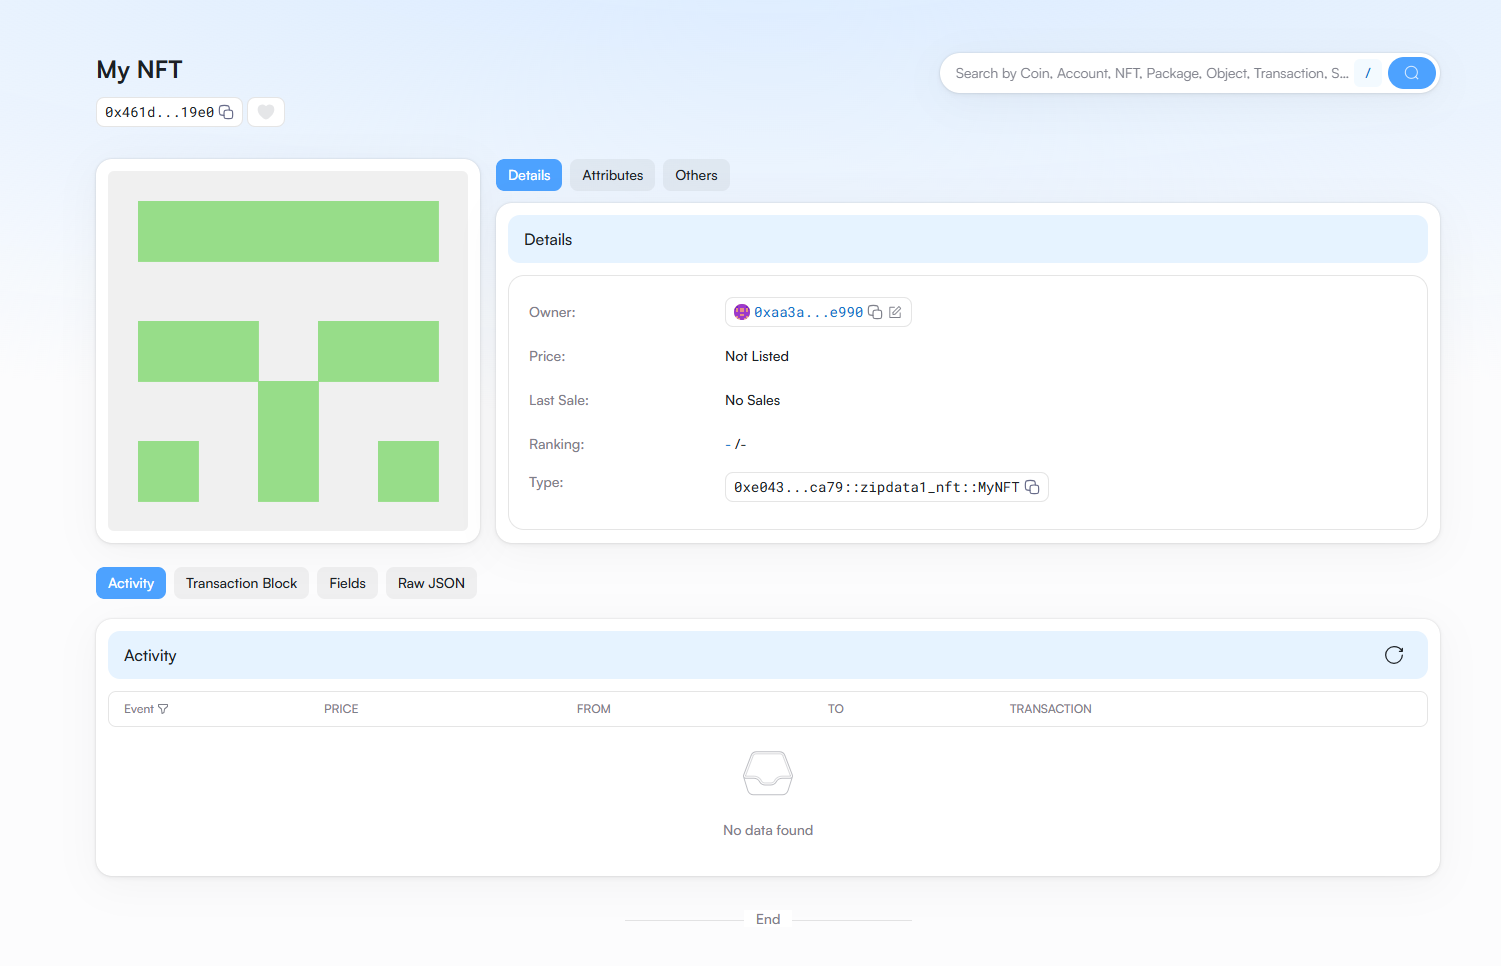 My NFT
Search by Coin, Account, NFT, Package, Object, Transaction, S... /
0x461d...19e0
Details Attributes Others
Details
Owner: 0xaa3a...e990
Price: Not Listed
Last Sale: No Sales
Ranking: - /-
Type: 0xe043...ca79::zipdata1_nft::MyNFT
Activity Transaction Block Fields Raw JSON
Activity
Event PRICE FROM TO TRANSACTION
No data found
End